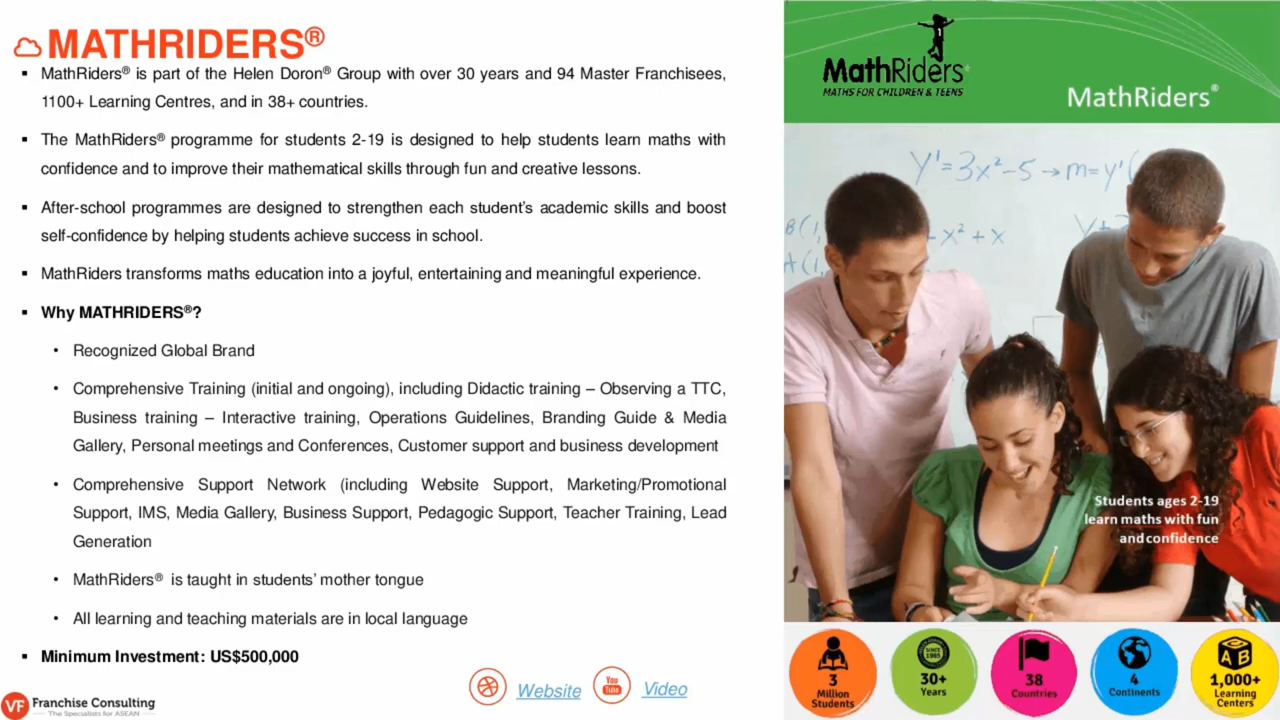 MATHRIDERS®
▪ MathRiders® is part of the Helen Doron® Group with over 30 years and 94 Master Franchisees,
1100+ Learning Centres, and in 38+ countries.
▪ The MathRiders® programme for students 2-19 is designed to help students learn maths with
confidence and to improve their mathematical skills through fun and creative lessons.
▪ After-school programmes are designed to strengthen each student's academic skills and boost
self-confidence by helping students achieve success in school.
▪ MathRiders transforms maths education into a joyful, entertaining and meaningful experience.
▪ Why MATHRIDERS®?
• Recognized Global Brand
• Comprehensive Training (initial and ongoing), including Didactic training – Observing a TTC,
Business training – Interactive training, Operations Guidelines, Branding Guide & Media
Gallery, Personal meetings and Conferences, Customer support and business development
• Comprehensive Support Network (including Website Support, Marketing/Promotional
Support, IMS, Media Gallery, Business Support, Pedagogic Support, Teacher Training, Lead
Generation
• MathRiders® is taught in students' mother tongue
• All learning and teaching materials are in local language
▪ Minimum Investment: US$500,000
Website
You
Tube
Video
VF
Franchise Consulting
The Specialists for ASEAN
MathRiders
MATHS FOR CHILDREN & TEENS
MathRiders®
Y'=3x²-5→m=y'(
B(1,
+x²+x
A(1,
Students ages 2-19
learn maths with fun
and confidence
3
Million
Students
SINCE
1985
30+
Years
38
Countries
4
Continents
A B
1,000+
Learning
Centers